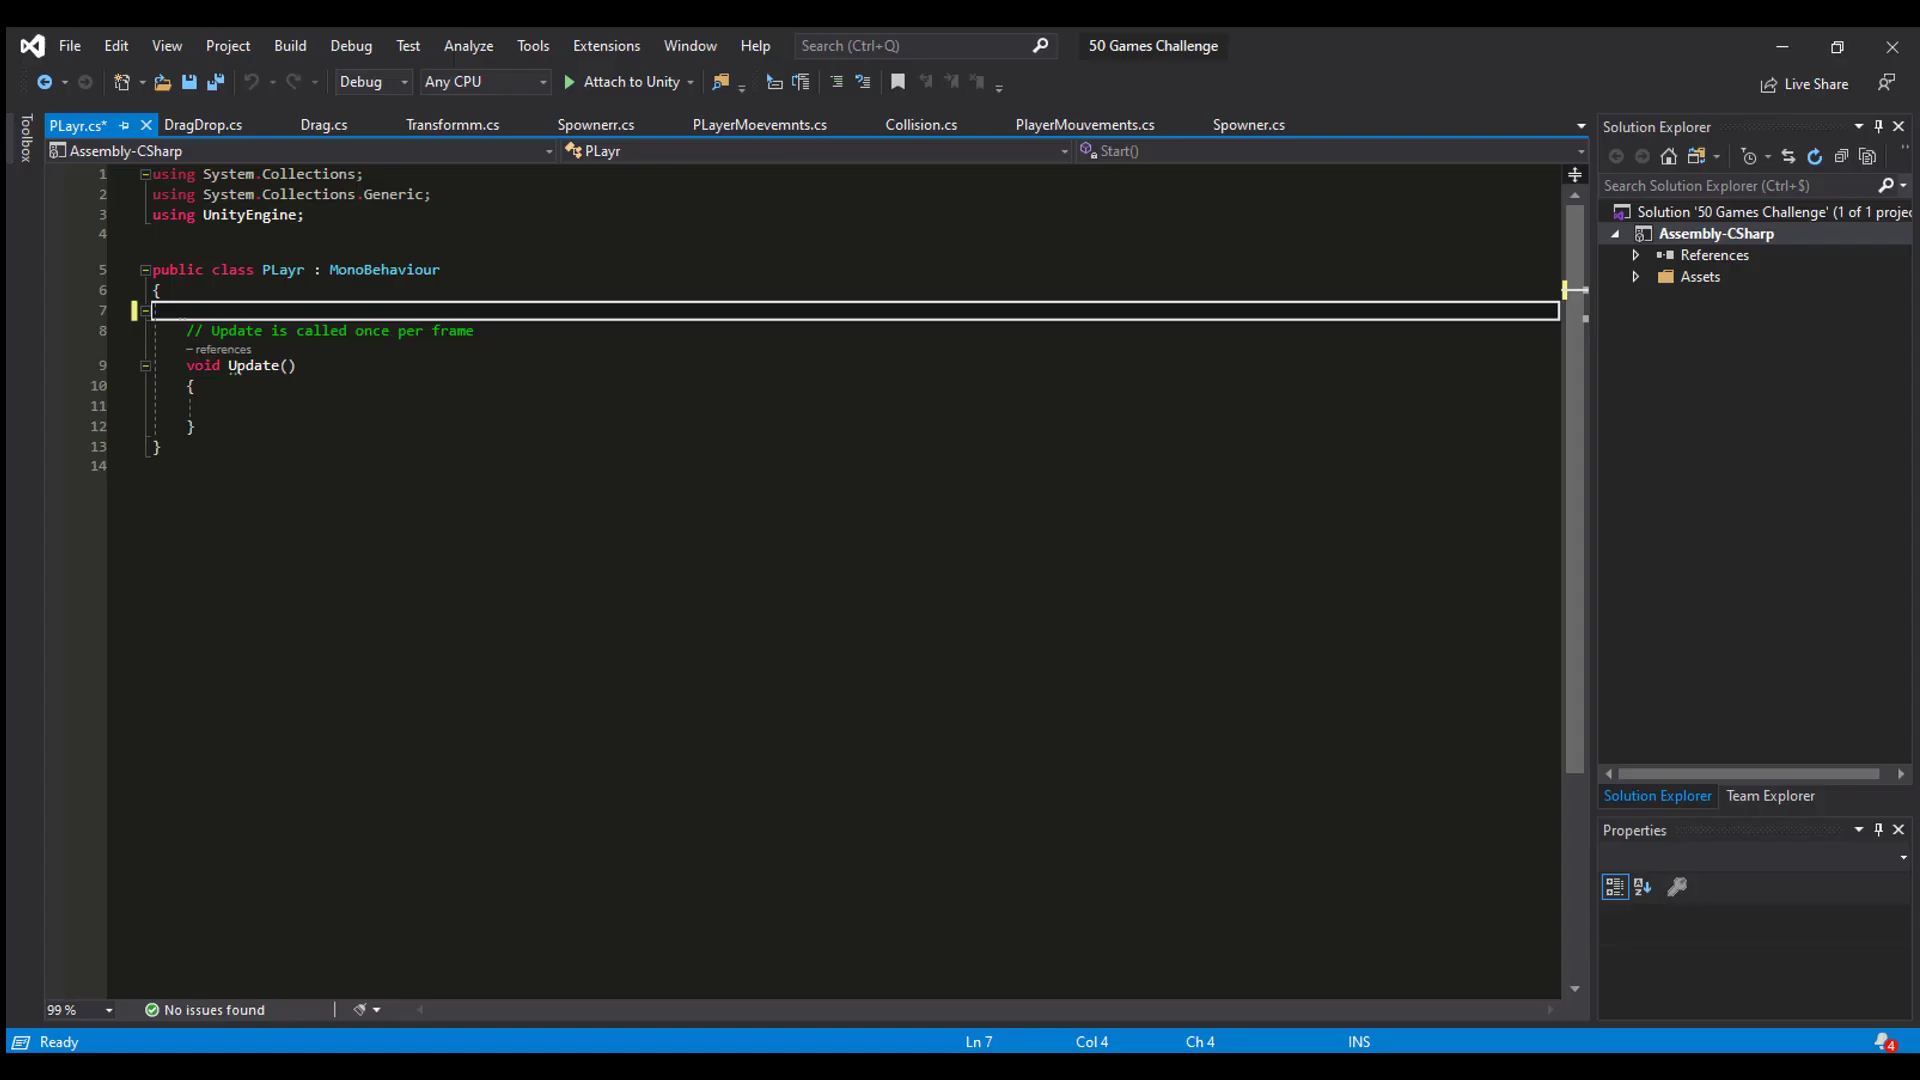 File Edit View Project Build Debug Test Analyze Tools Extensions Window Help Search (Ctrl+Q) 50 Games Challenge
Debug Any CPU Attach to Unity Live Share
Toolbox
PLayr.cs* DragDrop.cs Drag.cs Transformm.cs Spownerr.cs PLayerMoevemnts.cs Collision.cs PlayerMouvements.cs Spowner.cs
Assembly-CSharp PLayr Start()
1 using System.Collections;
2 using System.Collections.Generic;
3 using UnityEngine;
4
5 public class PLayr : MonoBehaviour
6 {
7
8 // Update is called once per frame
– references
9 void Update()
10 {
11
12 }
13 }
14
99 % No issues found
Solution Explorer
Search Solution Explorer (Ctrl+$)
Solution '50 Games Challenge' (1 of 1 projec
Assembly-CSharp
References
Assets
Solution Explorer Team Explorer
Properties
Ready Ln 7 Col 4 Ch 4 INS 4